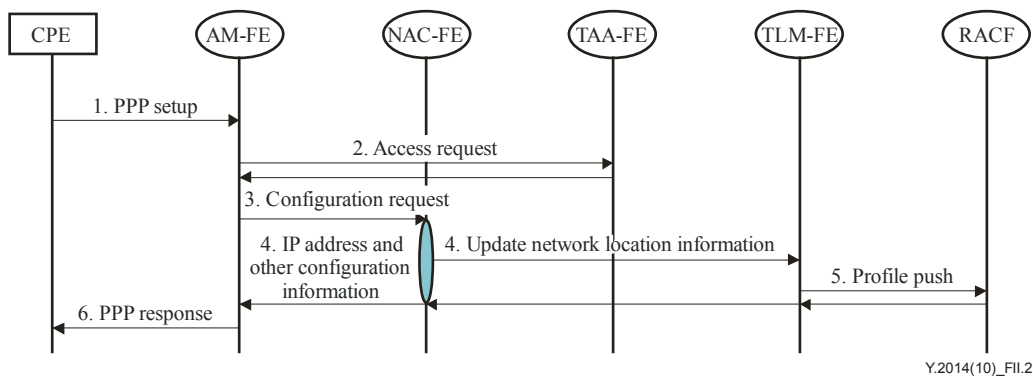 CPE AM-FE NAC-FE TAA-FE TLM-FE RACF
1. PPP setup
2. Access request
3. Configuration request
4. IP address and
other configuration
information
4. Update network location information
5. Profile push
6. PPP response
Y.2014(10)_FII.2